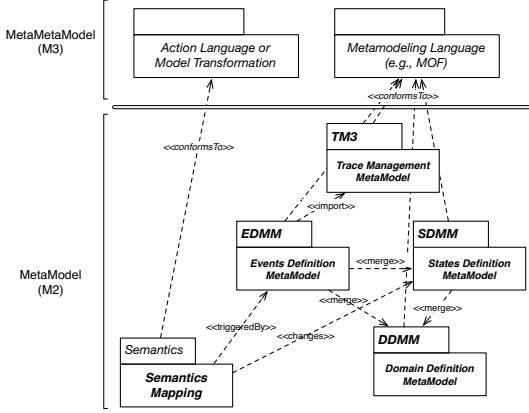 MetaMetaModel
(M3)
Action Language or
Model Transformation
Metamodeling Language
(e.g., MOF)
<<conformsTo>>
<<conformsTo>>
TM3
Trace Management
MetaModel
<<import>>
EDMM
SDMM
Events Definition
MetaModel
<<merge>>
States Definition
MetaModel
MetaModel
(M2)
<<merge>>
<<merge>>
<<triggeredBy>>
<<changes>>
DDMM
Semantics
Domain Definition
MetaModel
Semantics
Mapping